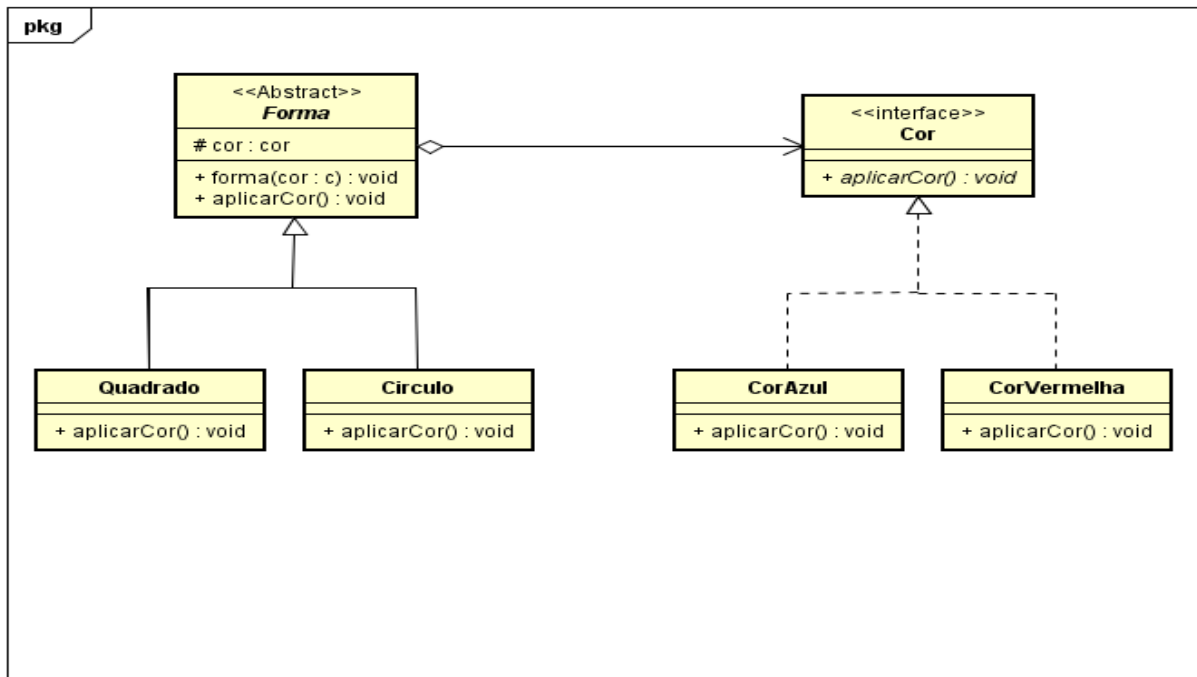 pkg
<<Abstract>>
Forma
# cor : cor
+ forma(cor : c) : void
+ aplicarCor() : void
<<interface>>
Cor
+ aplicarCor() : void
Quadrado
+ aplicarCor() : void
Circulo
+ aplicarCor() : void
CorAzul
+ aplicarCor() : void
CorVermelha
+ aplicarCor() : void